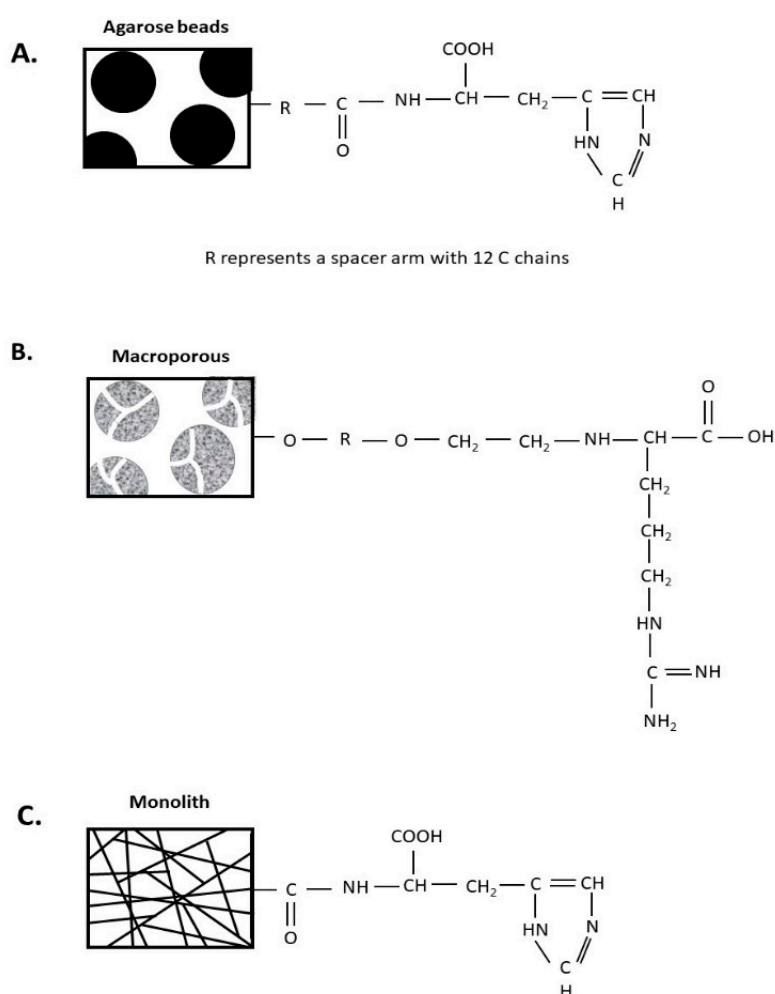 Agarose beads
A.
COOH
R — C — NH — CH — CH₂ — C = CH
O
HN N
C
H
R represents a spacer arm with 12 C chains
B.
Macroporous
O
O — R — O — CH₂ — CH₂ — NH — CH — C — OH
CH₂
CH₂
CH₂
HN
C = NH
NH₂
Monolith
C.
COOH
C — NH — CH — CH₂ — C = CH
O
HN N
C
H